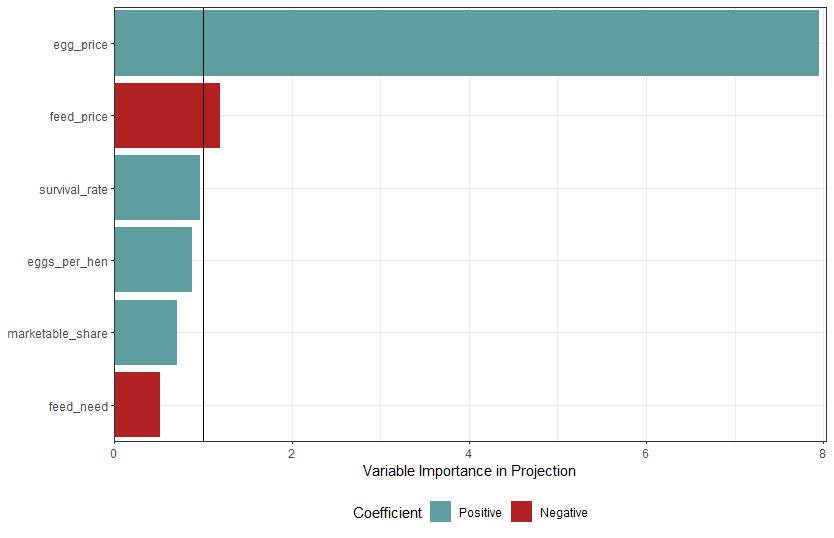 egg_price
feed_price
survival_rate
eggs_per_hen
marketable_share
feed_need
0 2 4 6 8
Variable Importance in Projection
Coefficient Positive Negative